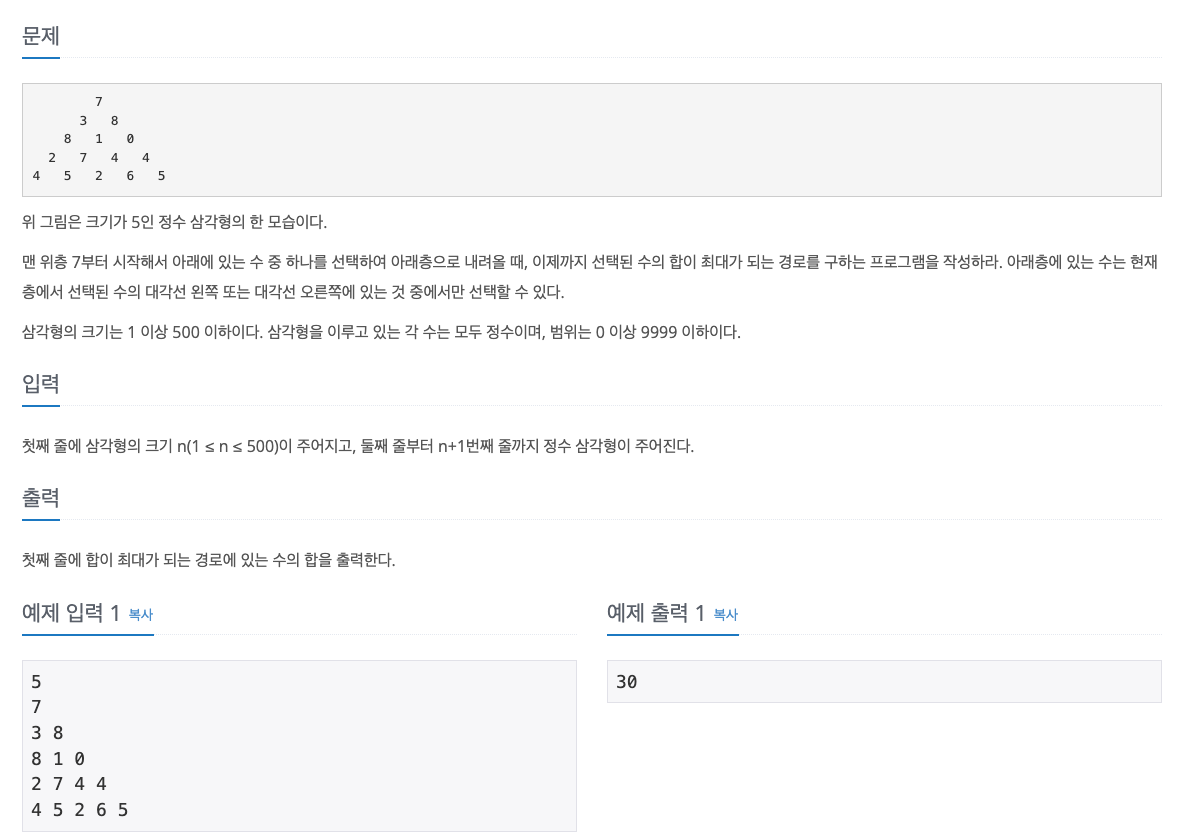 문제
7
3 8
8 1 0
2 7 4 4
4 5 2 6 5
위 그림은 크기가 5인 정수 삼각형의 한 모습이다.
맨 위층 7부터 시작해서 아래에 있는 수 중 하나를 선택하여 아래층으로 내려올 때, 이제까지 선택된 수의 합이 최대가 되는 경로를 구하는 프로그램을 작성하라. 아래층에 있는 수는 현재
층에서 선택된 수의 대각선 왼쪽 또는 대각선 오른쪽에 있는 것 중에서만 선택할 수 있다.
삼각형의 크기는 1 이상 500 이하이다. 삼각형을 이루고 있는 각 수는 모두 정수이며, 범위는 0 이상 9999 이하이다.
입력
첫째 줄에 삼각형의 크기 n(1 ≤ n ≤ 500)이 주어지고, 둘째 줄부터 n+1번째 줄까지 정수 삼각형이 주어진다.
출력
첫째 줄에 합이 최대가 되는 경로에 있는 수의 합을 출력한다.
예제 입력 1 복사
5
7
3 8
8 1 0
2 7 4 4
4 5 2 6 5
예제 출력 1 복사
30